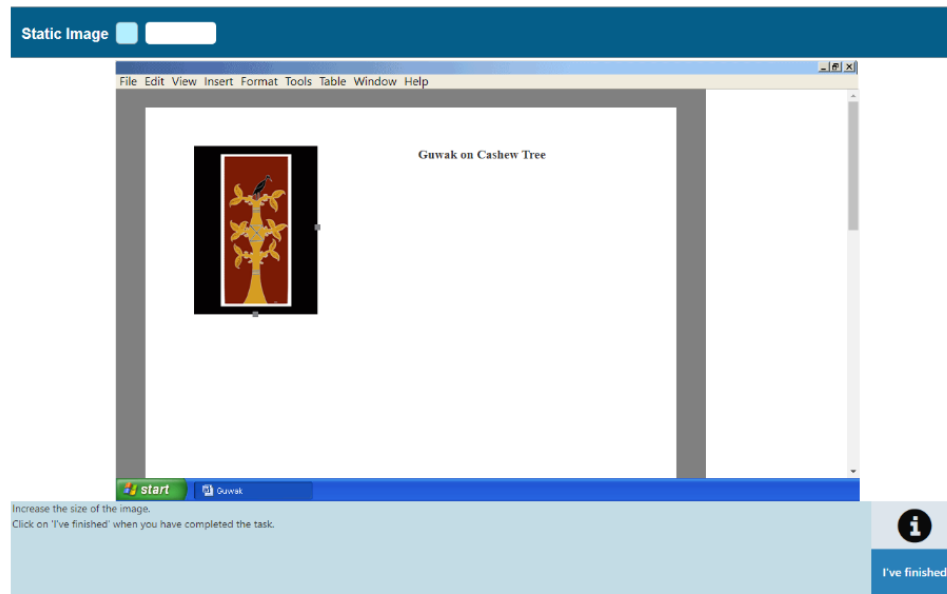 Static Image
File Edit View Insert Format Tools Table Window Help
Guwak on Cashew Tree
start
Guwak
Increase the size of the image.
Click on 'I've finished' when you have completed the task.
I've finished